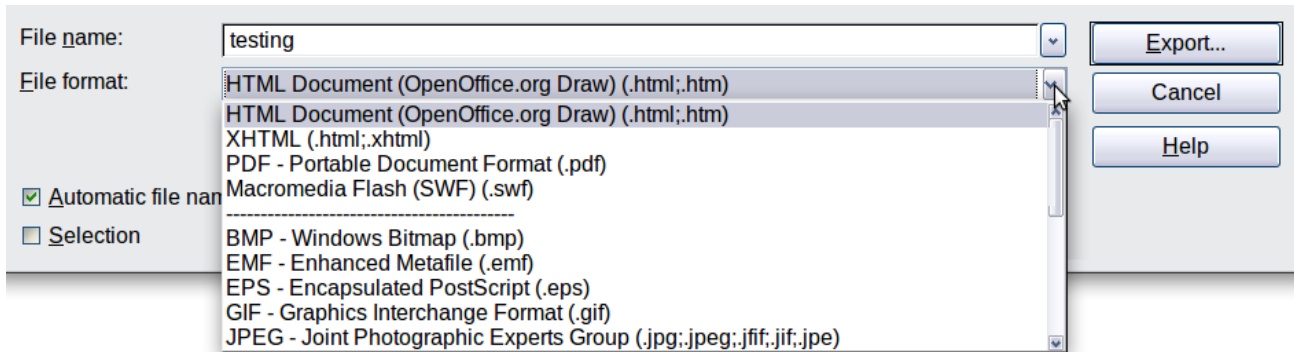 File name:
testing
Export...
File format:
HTML Document (OpenOffice.org Draw) (.html;.htm)
Cancel
HTML Document (OpenOffice.org Draw) (.html;.htm)
XHTML (.html;.xhtml)
Help
PDF - Portable Document Format (.pdf)
Macromedia Flash (SWF) (.swf)
Automatic file nam
----------------------------------------
Selection
BMP - Windows Bitmap (.bmp)
EMF - Enhanced Metafile (.emf)
EPS - Encapsulated PostScript (.eps)
GIF - Graphics Interchange Format (.gif)
JPEG - Joint Photographic Experts Group (.jpg;.jpeg;.jfif;.jif;.jpe)